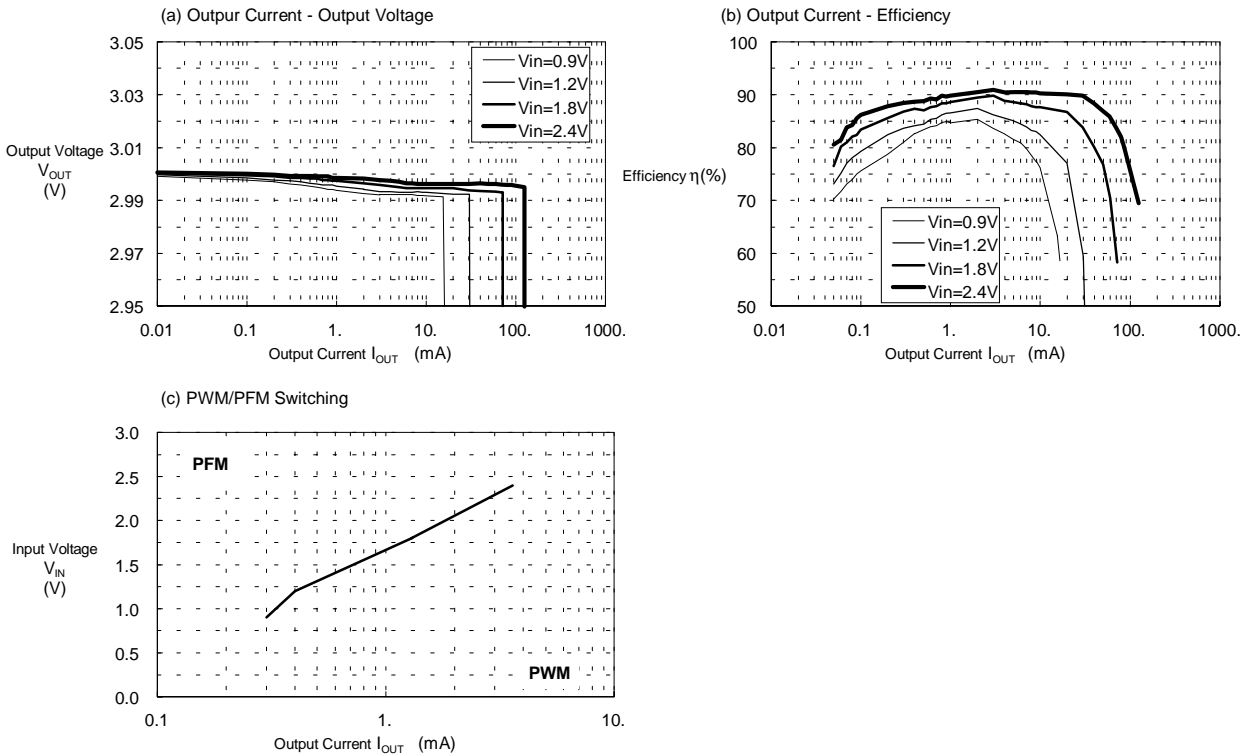 (a) Outpur Current - Output Voltage
3.05
3.03
3.01
2.99
2.97
2.95
Output Voltage
VOUT
(V)
Vin=0.9V
Vin=1.2V
Vin=1.8V
Vin=2.4V
0.01 0.1 1. 10. 100. 1000.
Output Current IOUT (mA)
(b) Output Current - Efficiency
100
90
80
70
60
50
Efficiency η(%)
Vin=0.9V
Vin=1.2V
Vin=1.8V
Vin=2.4V
0.01 0.1 1. 10. 100. 1000.
Output Current IOUT (mA)
(c) PWM/PFM Switching
3.0
2.5
2.0
1.5
1.0
0.5
0.0
Input Voltage
VIN
(V)
PFM
PWM
0.1 1. 10.
Output Current IOUT (mA)